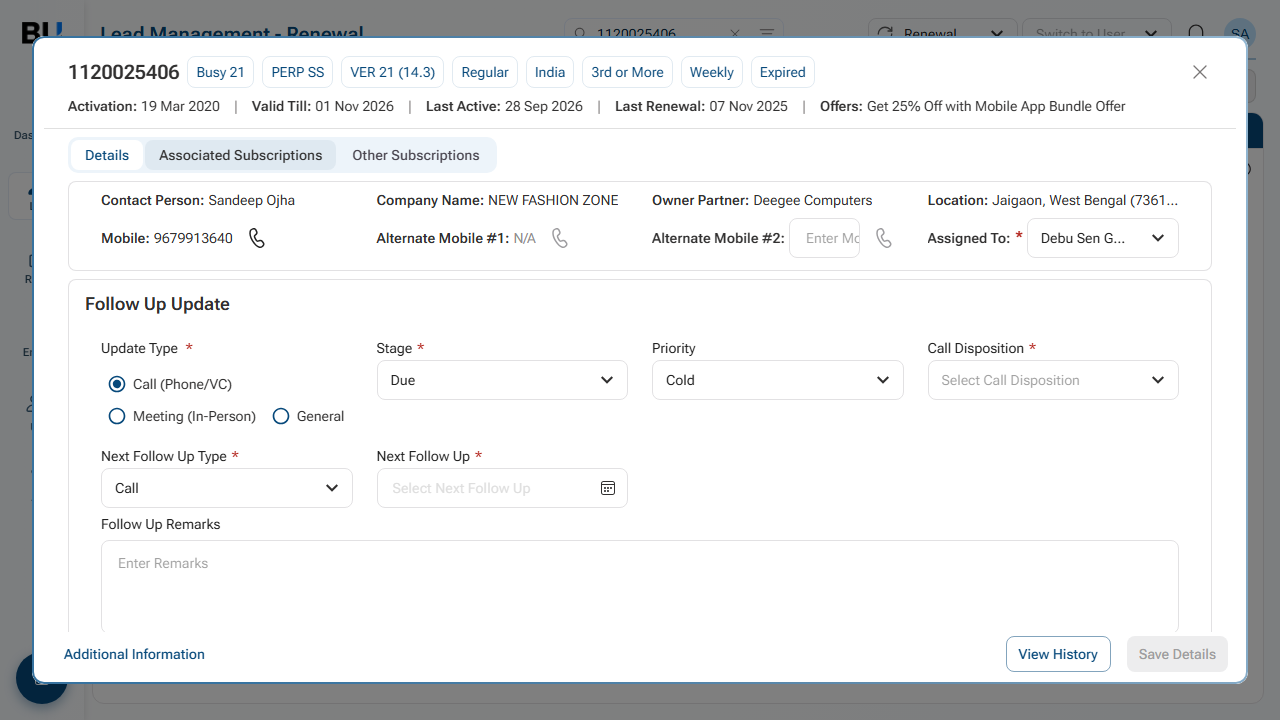 Lead Management - Renewal
1120025406
Renewal
Switch to User
SA
1120025406
Busy 21
PERP SS
VER 21 (14.3)
Regular
India
3rd or More
Weekly
Expired
Activation: 19 Mar 2020 | Valid Till: 01 Nov 2026 | Last Active: 28 Sep 2026 | Last Renewal: 07 Nov 2025 | Offers: Get 25% Off with Mobile App Bundle Offer
Details
Associated Subscriptions
Other Subscriptions
Contact Person: Sandeep Ojha
Company Name: NEW FASHION ZONE
Owner Partner: Deegee Computers
Location: Jaigaon, West Bengal (7361...
Mobile: 9679913640
Alternate Mobile #1: N/A
Alternate Mobile #2: Enter Mo
Assigned To: * Debu Sen G...
Follow Up Update
Update Type *
Stage *
Priority
Call Disposition *
Call (Phone/VC)
Due
Cold
Select Call Disposition
Meeting (In-Person)
General
Next Follow Up Type *
Next Follow Up *
Call
Select Next Follow Up
Follow Up Remarks
Enter Remarks
Additional Information
View History
Save Details